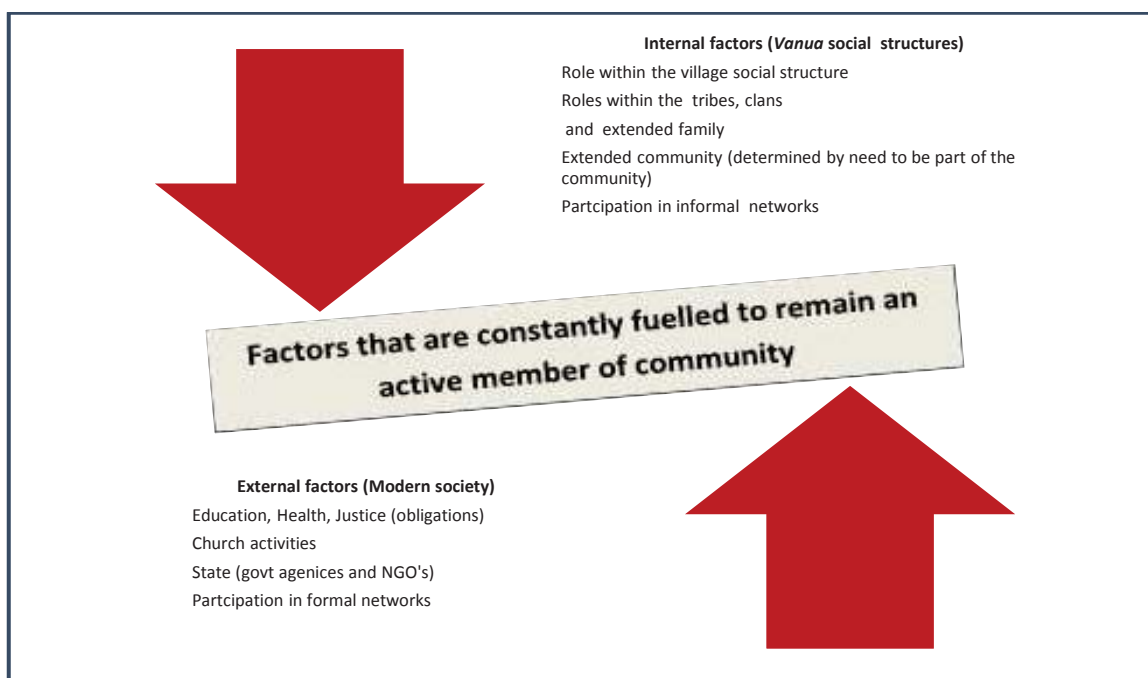 Internal factors (Vanua social structures)
Role within the village social structure
Roles within the tribes, clans
and extended family
Extended community (determined by need to be part of the
community)
Partcipation in informal networks
Factors that are constantly fuelled to remain an
active member of community
External factors (Modern society)
Education, Health, Justice (obligations)
Church activities
State (govt agenices and NGO's)
Partcipation in formal networks